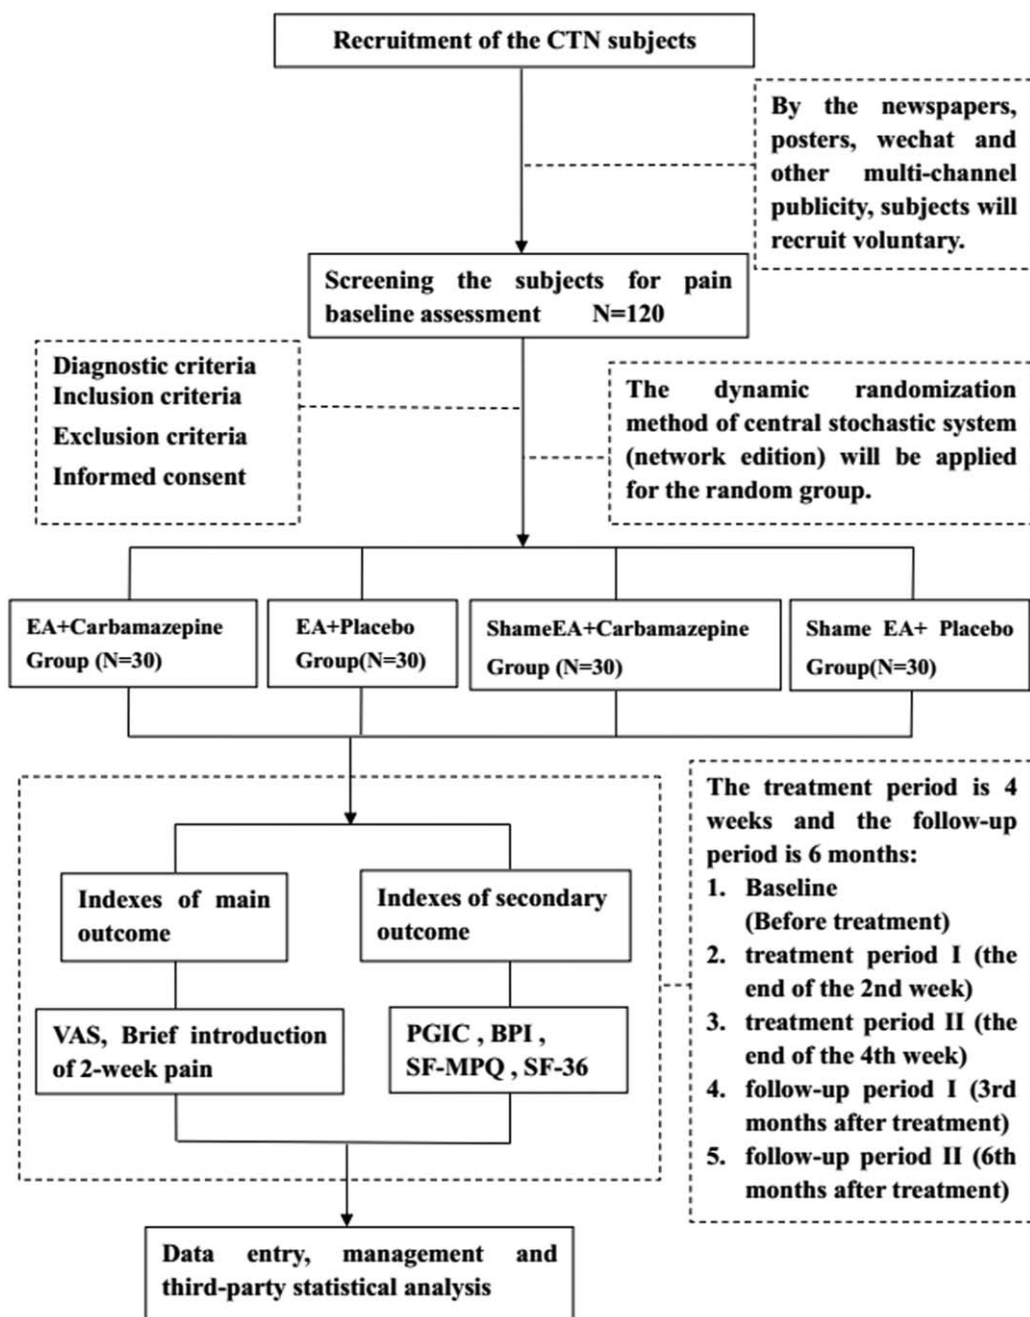 Recruitment of the CTN subjects
By the newspapers,
posters, wechat and
other multi-channel
publicity, subjects will
recruit voluntary.
Screening the subjects for pain
baseline assessment N=120
Diagnostic criteria
Inclusion criteria
Exclusion criteria
Informed consent
The dynamic randomization
method of central stochastic system
(network edition) will be applied
for the random group.
EA+Carbamazepine
Group (N=30)
EA+Placebo
Group(N=30)
ShameEA+Carbamazepine
Group (N=30)
Shame EA+ Placebo
Group(N=30)
The treatment period is 4
weeks and the follow-up
period is 6 months:
1. Baseline
(Before treatment)
2. treatment period I (the
end of the 2nd week)
3. treatment period II (the
end of the 4th week)
4. follow-up period I (3rd
months after treatment)
5. follow-up period II (6th
months after treatment)
Indexes of main
outcome
Indexes of secondary
outcome
VAS, Brief introduction
of 2-week pain
PGIC , BPI ,
SF-MPQ , SF-36
Data entry, management and
third-party statistical analysis